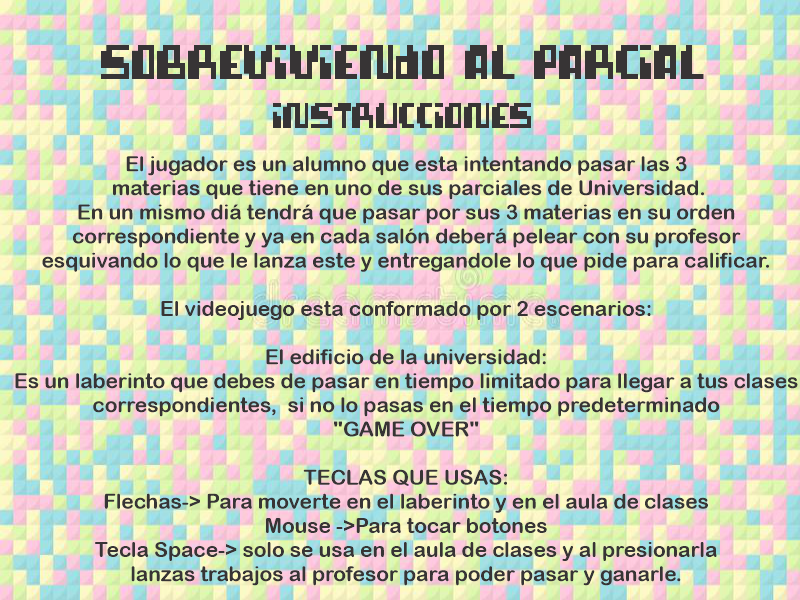 SOBREViViENdO AL PARCiAL
iNSTRUCCiONES
El jugador es un alumno que esta intentando pasar las 3
materias que tiene en uno de sus parciales de Universidad.
En un mismo diá tendrá que pasar por sus 3 materias en su orden
correspondiente y ya en cada salón deberá pelear con su profesor
esquivando lo que le lanza este y entregandole lo que pide para calificar.
El videojuego esta conformado por 2 escenarios:
El edificio de la universidad:
Es un laberinto que debes de pasar en tiempo limitado para llegar a tus clases
correspondientes,  si no lo pasas en el tiempo predeterminado
"GAME OVER"
TECLAS QUE USAS:
Flechas-> Para moverte en el laberinto y en el aula de clases
Mouse ->Para tocar botones
Tecla Space-> solo se usa en el aula de clases y al presionarla
lanzas trabajos al profesor para poder pasar y ganarle.